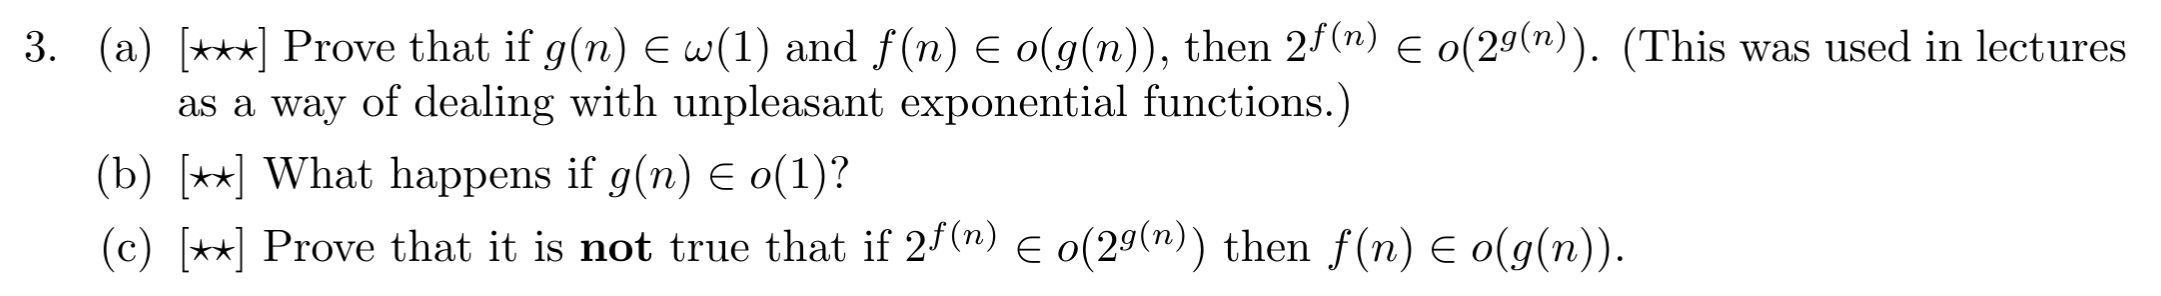 3. (a) [⋆⋆⋆] Prove that if g(n) ∈ ω(1) and f(n) ∈ o(g(n)), then 2^{f(n)} ∈ o(2^{g(n)}). (This was used in lectures
as a way of dealing with unpleasant exponential functions.)
(b) [⋆⋆] What happens if g(n) ∈ o(1)?
(c) [⋆⋆] Prove that it is not true that if 2^{f(n)} ∈ o(2^{g(n)}) then f(n) ∈ o(g(n)).